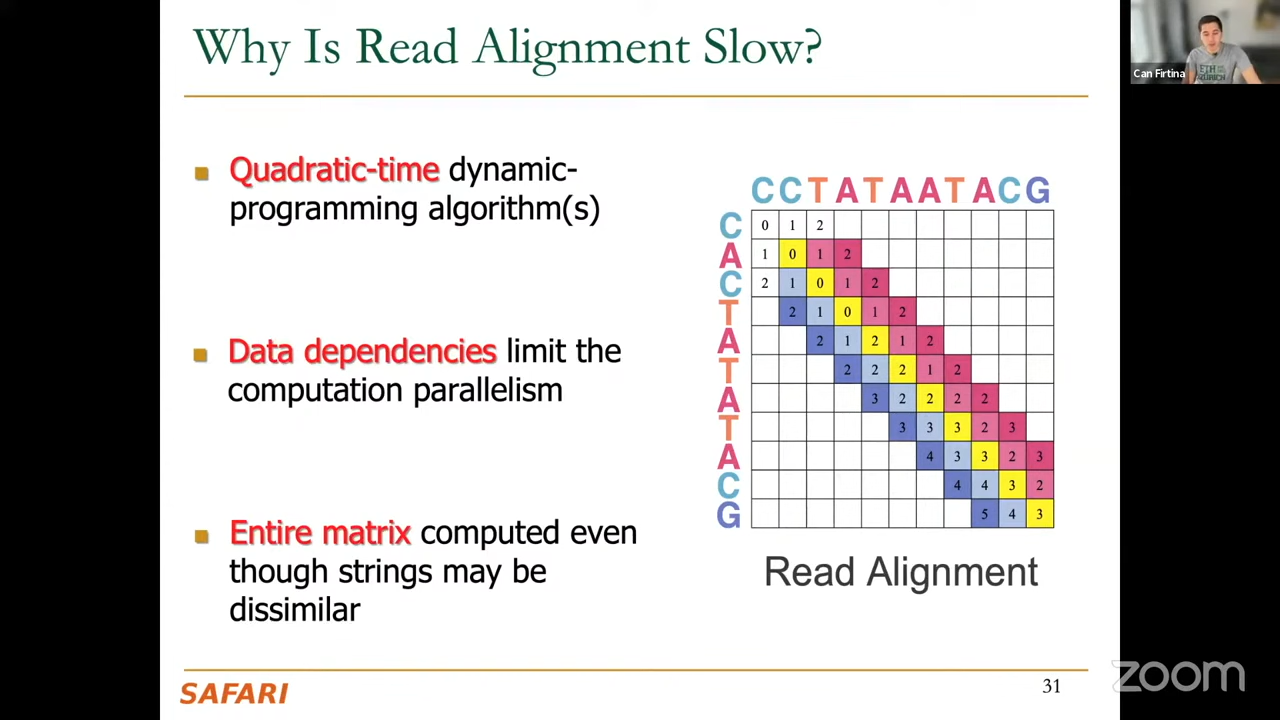 Why Is Read Alignment Slow?
Can Firtina
ETH
ZURICH
Quadratic-time dynamic-
programming algorithm(s)
Data dependencies limit the
computation parallelism
Entire matrix computed even
though strings may be
dissimilar
C C T A T A A T A C G
C 0 1 2
A 1 0 1 2
C 2 1 0 1 2
T 2 1 0 1 2
A 2 1 2 1 2
T 2 2 2 1 2
A 3 2 2 2 2
T 3 3 3 2 3
A 4 3 3 2 3
C 4 4 3 2
G 5 4 3
Read Alignment
SAFARI
31
zoom